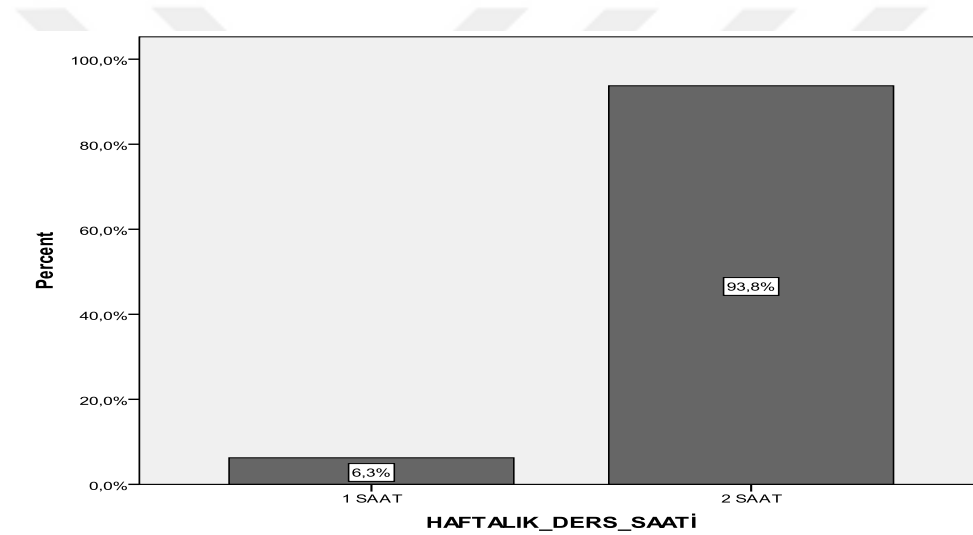 100,0%
80,0%
60,0%
40,0%
20,0%
0,0%
Percent
93,8%
6,3%
1 SAAT
2 SAAT
HAFTALIK_DERS_SAATİ